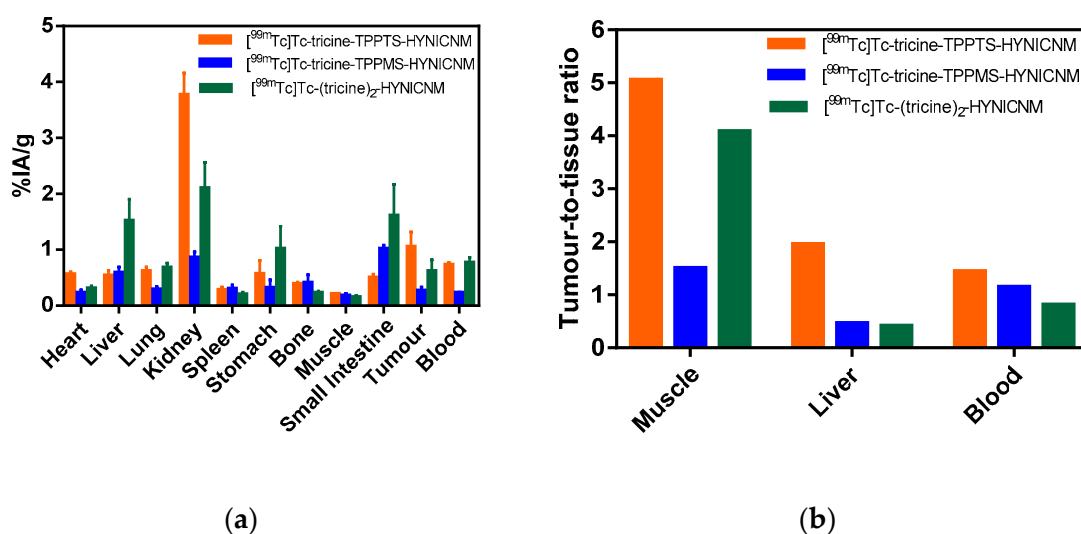 5
4
3
2
1
0
%IA/g
[⁹⁹ᵐTc]Tc-tricine-TPPTS-HYNICNM
[⁹⁹ᵐTc]Tc-tricine-TPPMS-HYNICNM
[⁹⁹ᵐTc]Tc-(tricine)₂-HYNICNM
Heart
Liver
Lung
Kidney
Spleen
Stomach
Bone
Muscle
Small Intestine
Tumour
Blood
(a)
6
5
4
3
2
1
0
Tumour-to-tissue ratio
[⁹⁹ᵐTc]Tc-tricine-TPPTS-HYNICNM
[⁹⁹ᵐTc]Tc-tricine-TPPMS-HYNICNM
[⁹⁹ᵐTc]Tc-(tricine)₂-HYNICNM
Muscle
Liver
Blood
(b)